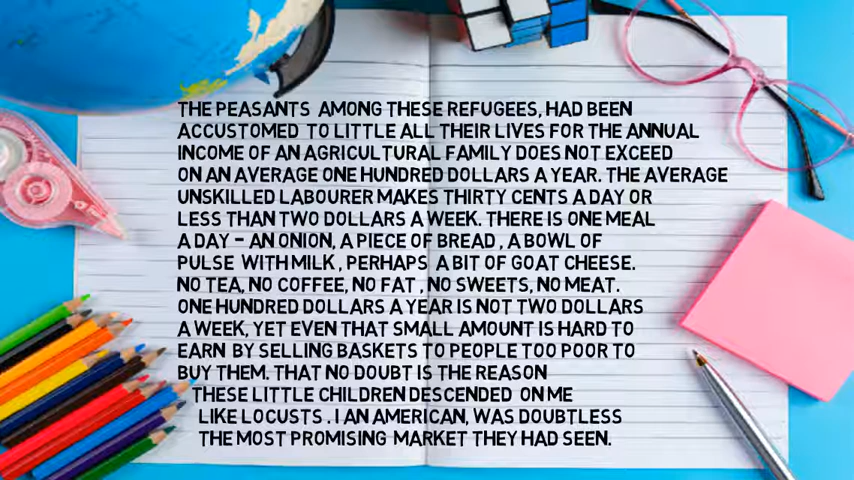 THE PEASANTS AMONG THESE REFUGEES, HAD BEEN
ACCUSTOMED TO LITTLE ALL THEIR LIVES FOR THE ANNUAL
INCOME OF AN AGRICULTURAL FAMILY DOES NOT EXCEED
ON AN AVERAGE ONE HUNDRED DOLLARS A YEAR. THE AVERAGE
UNSKILLED LABOURER MAKES THIRTY CENTS A DAY OR
LESS THAN TWO DOLLARS A WEEK. THERE IS ONE MEAL
A DAY - AN ONION, A PIECE OF BREAD, A BOWL OF
PULSE WITH MILK, PERHAPS A BIT OF GOAT CHEESE.
NO TEA, NO COFFEE, NO FAT, NO SWEETS, NO MEAT.
ONE HUNDRED DOLLARS A YEAR IS NOT TWO DOLLARS
A WEEK, YET EVEN THAT SMALL AMOUNT IS HARD TO
EARN BY SELLING BASKETS TO PEOPLE TOO POOR TO
BUY THEM. THAT NO DOUBT IS THE REASON
THESE LITTLE CHILDREN DESCENDED ON ME
LIKE LOCUSTS. I AN AMERICAN, WAS DOUBTLESS
THE MOST PROMISING MARKET THEY HAD SEEN.